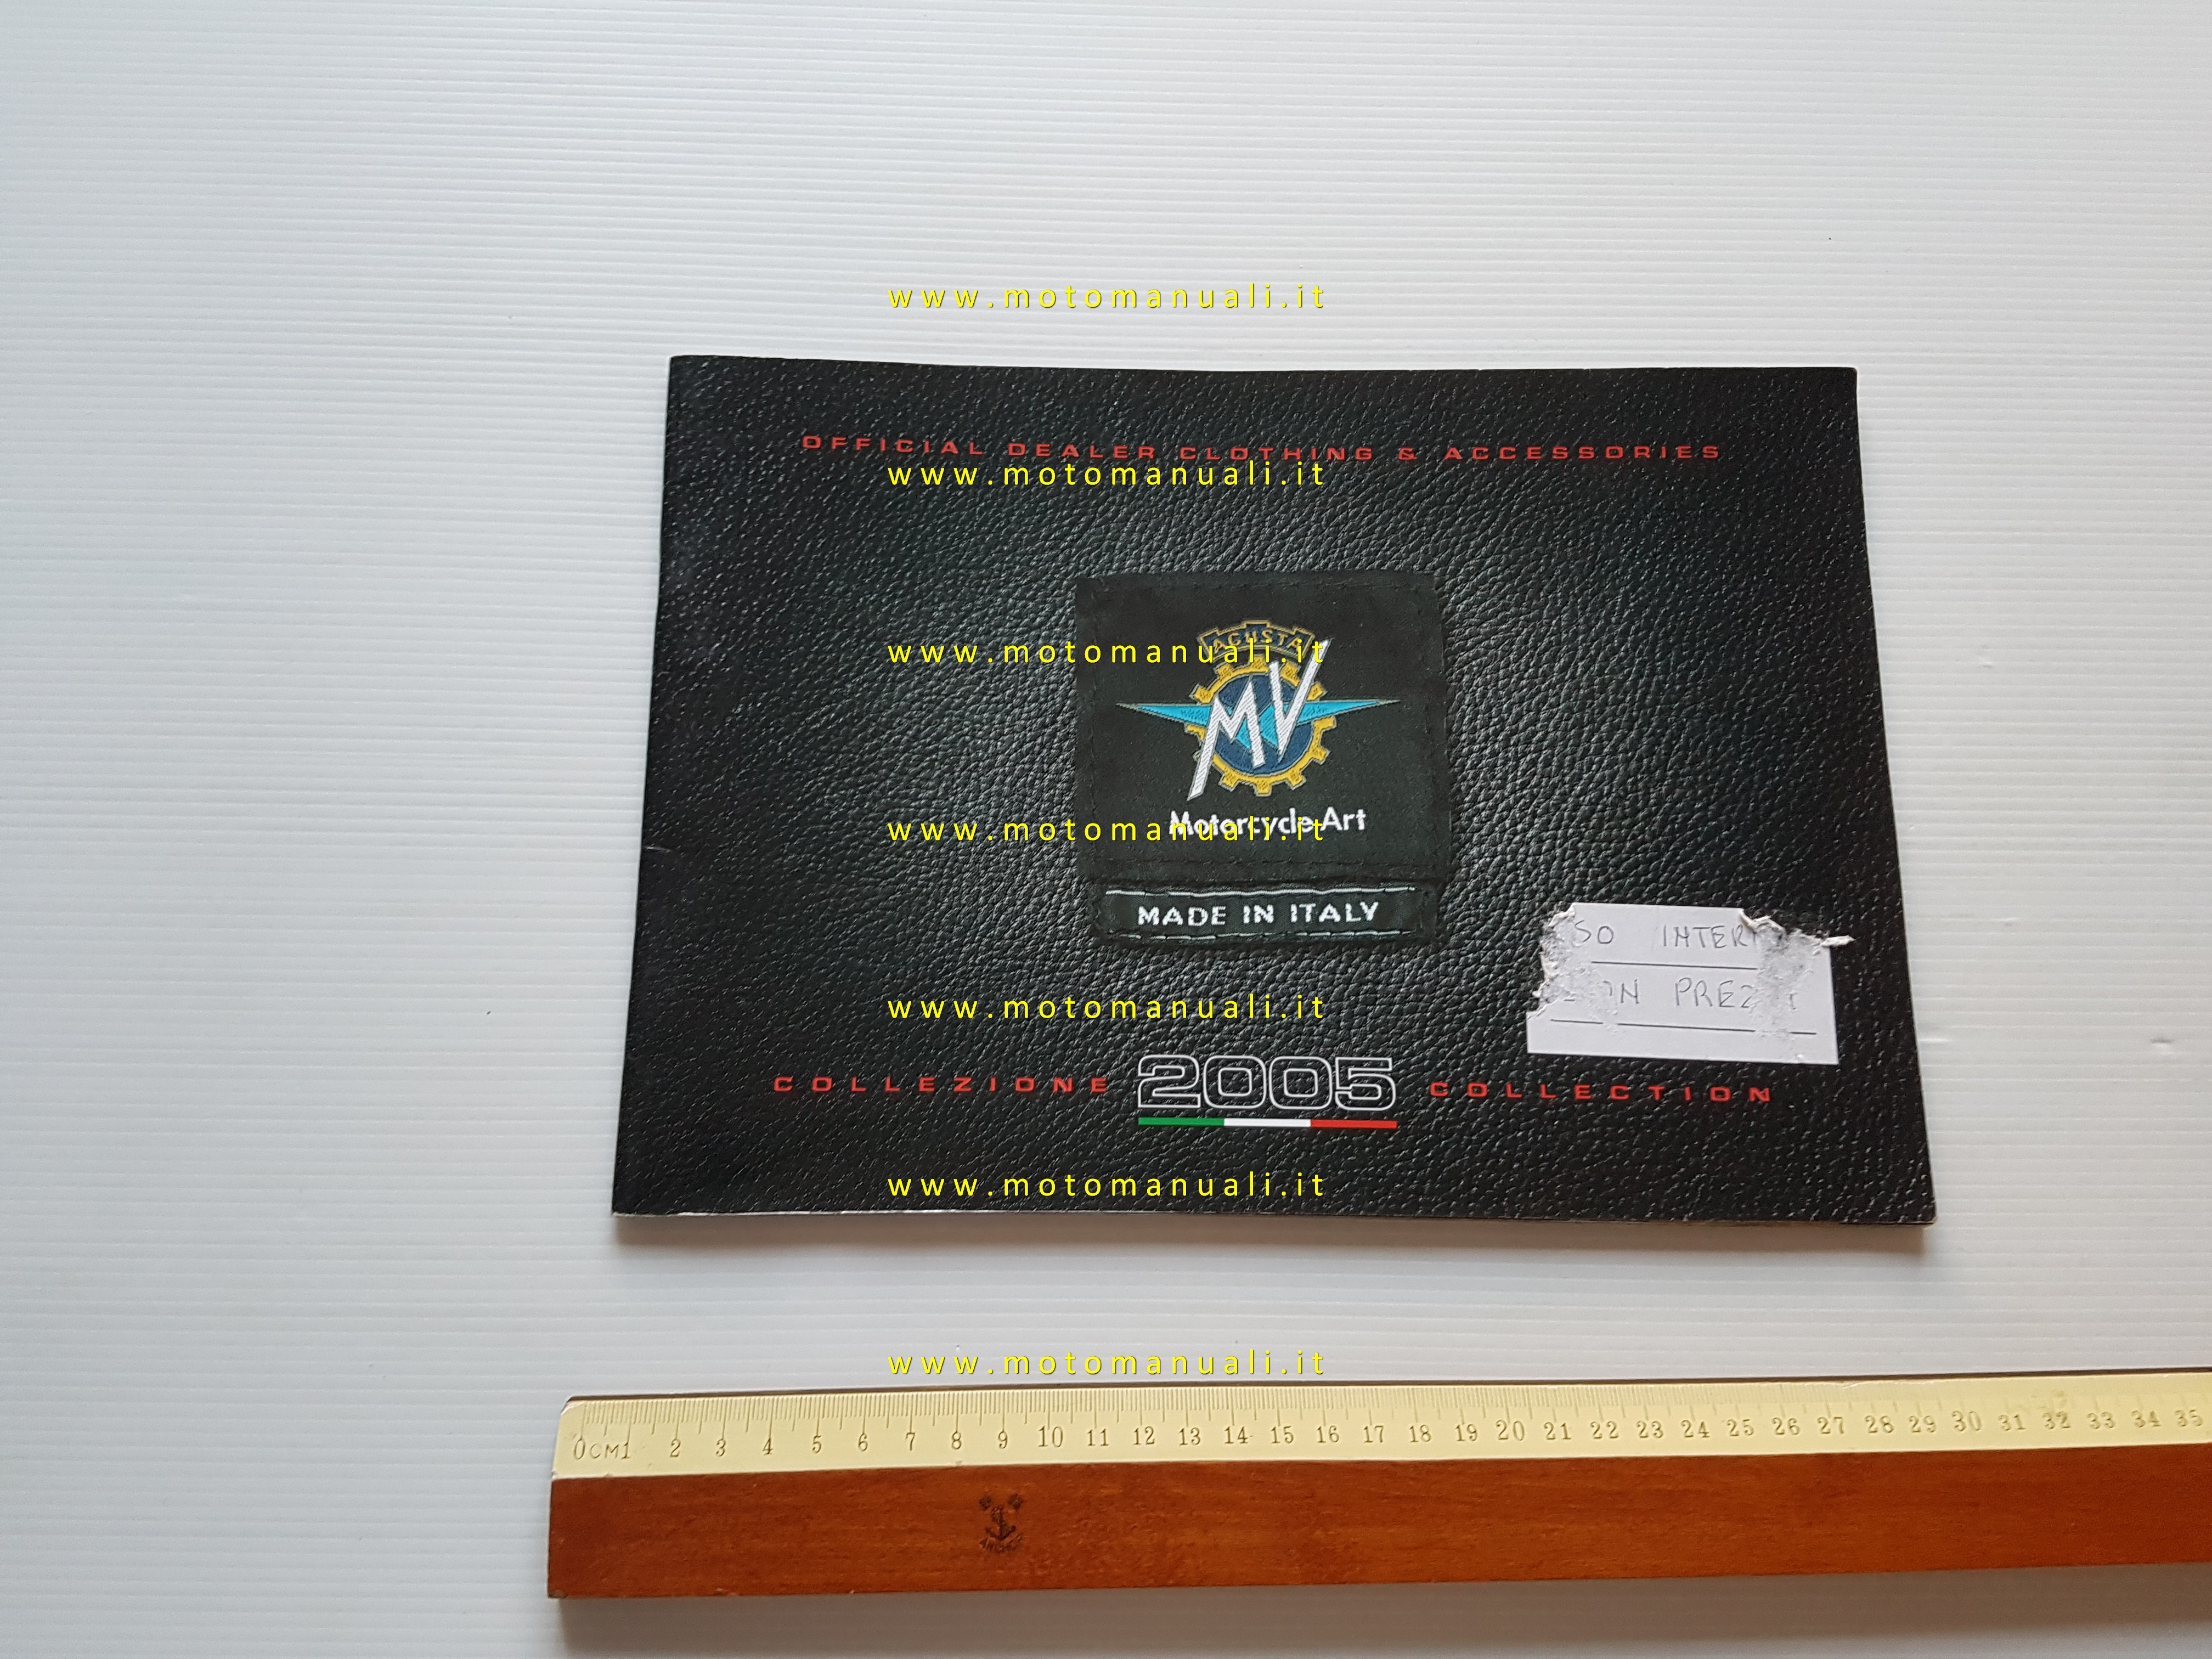 www.motomanuali.it
OFFICIAL DEALER CLOTHING & ACCESSORIES
www.motomanuali.it
AGUSTA
www.motomanuali.it
MV
Motorcycle Art
www.motomanuali.it
MADE IN ITALY
www.motomanuali.it
COLLEZIONE 2005 COLLECTION
www.motomanuali.it
www.motomanuali.it
0CM1 2 3 4 5 6 7 8 9 10 11 12 13 14 15 16 17 18 19 20 21 22 23 24 25 26 27 28 29 30 31 32 33 34 35
ANCHOR